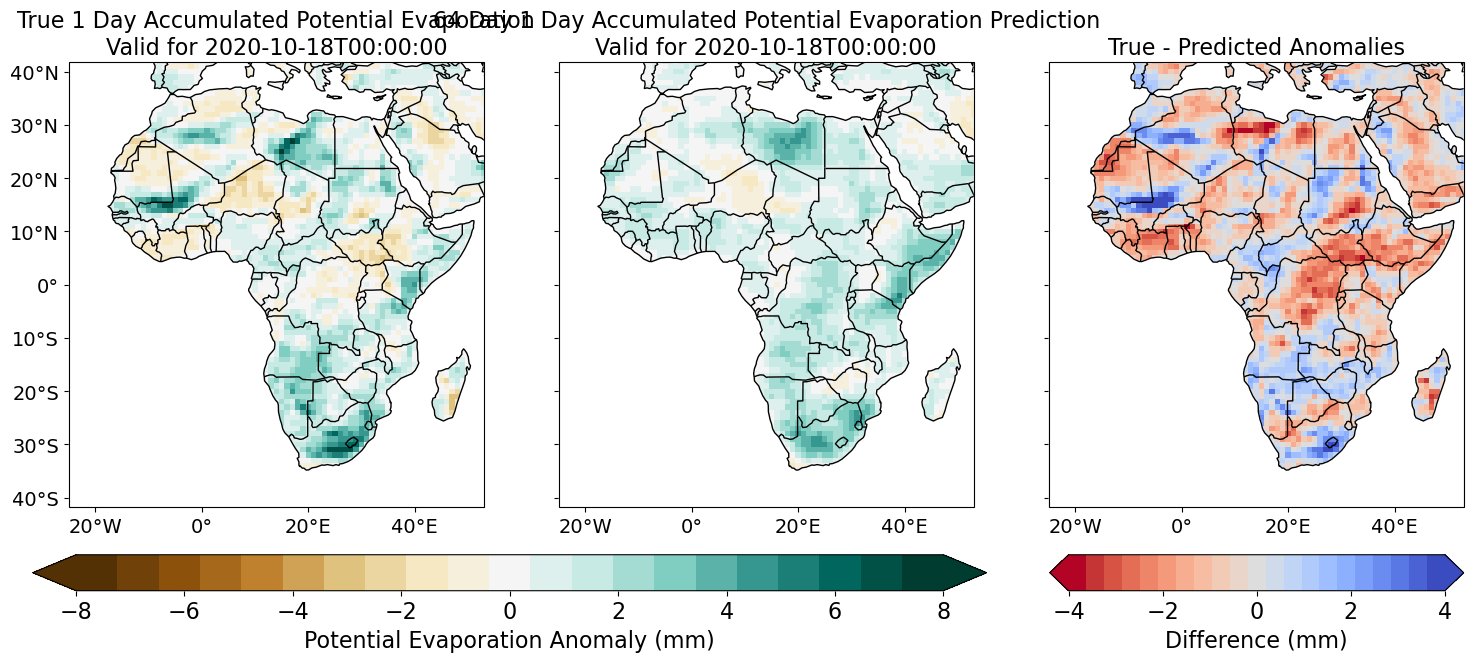 True 1 Day Accumulated Potential Evaporation
Valid for 2020-10-18T00:00:00
64 Day 1 Day Accumulated Potential Evaporation Prediction
Valid for 2020-10-18T00:00:00
True - Predicted Anomalies
40°N
30°N
20°N
10°N
0°
10°S
20°S
30°S
40°S
20°W 0° 20°E 40°E
20°W 0° 20°E 40°E
20°W 0° 20°E 40°E
−8 −6 −4 −2 0 2 4 6 8
Potential Evaporation Anomaly (mm)
−4 −2 0 2 4
Difference (mm)